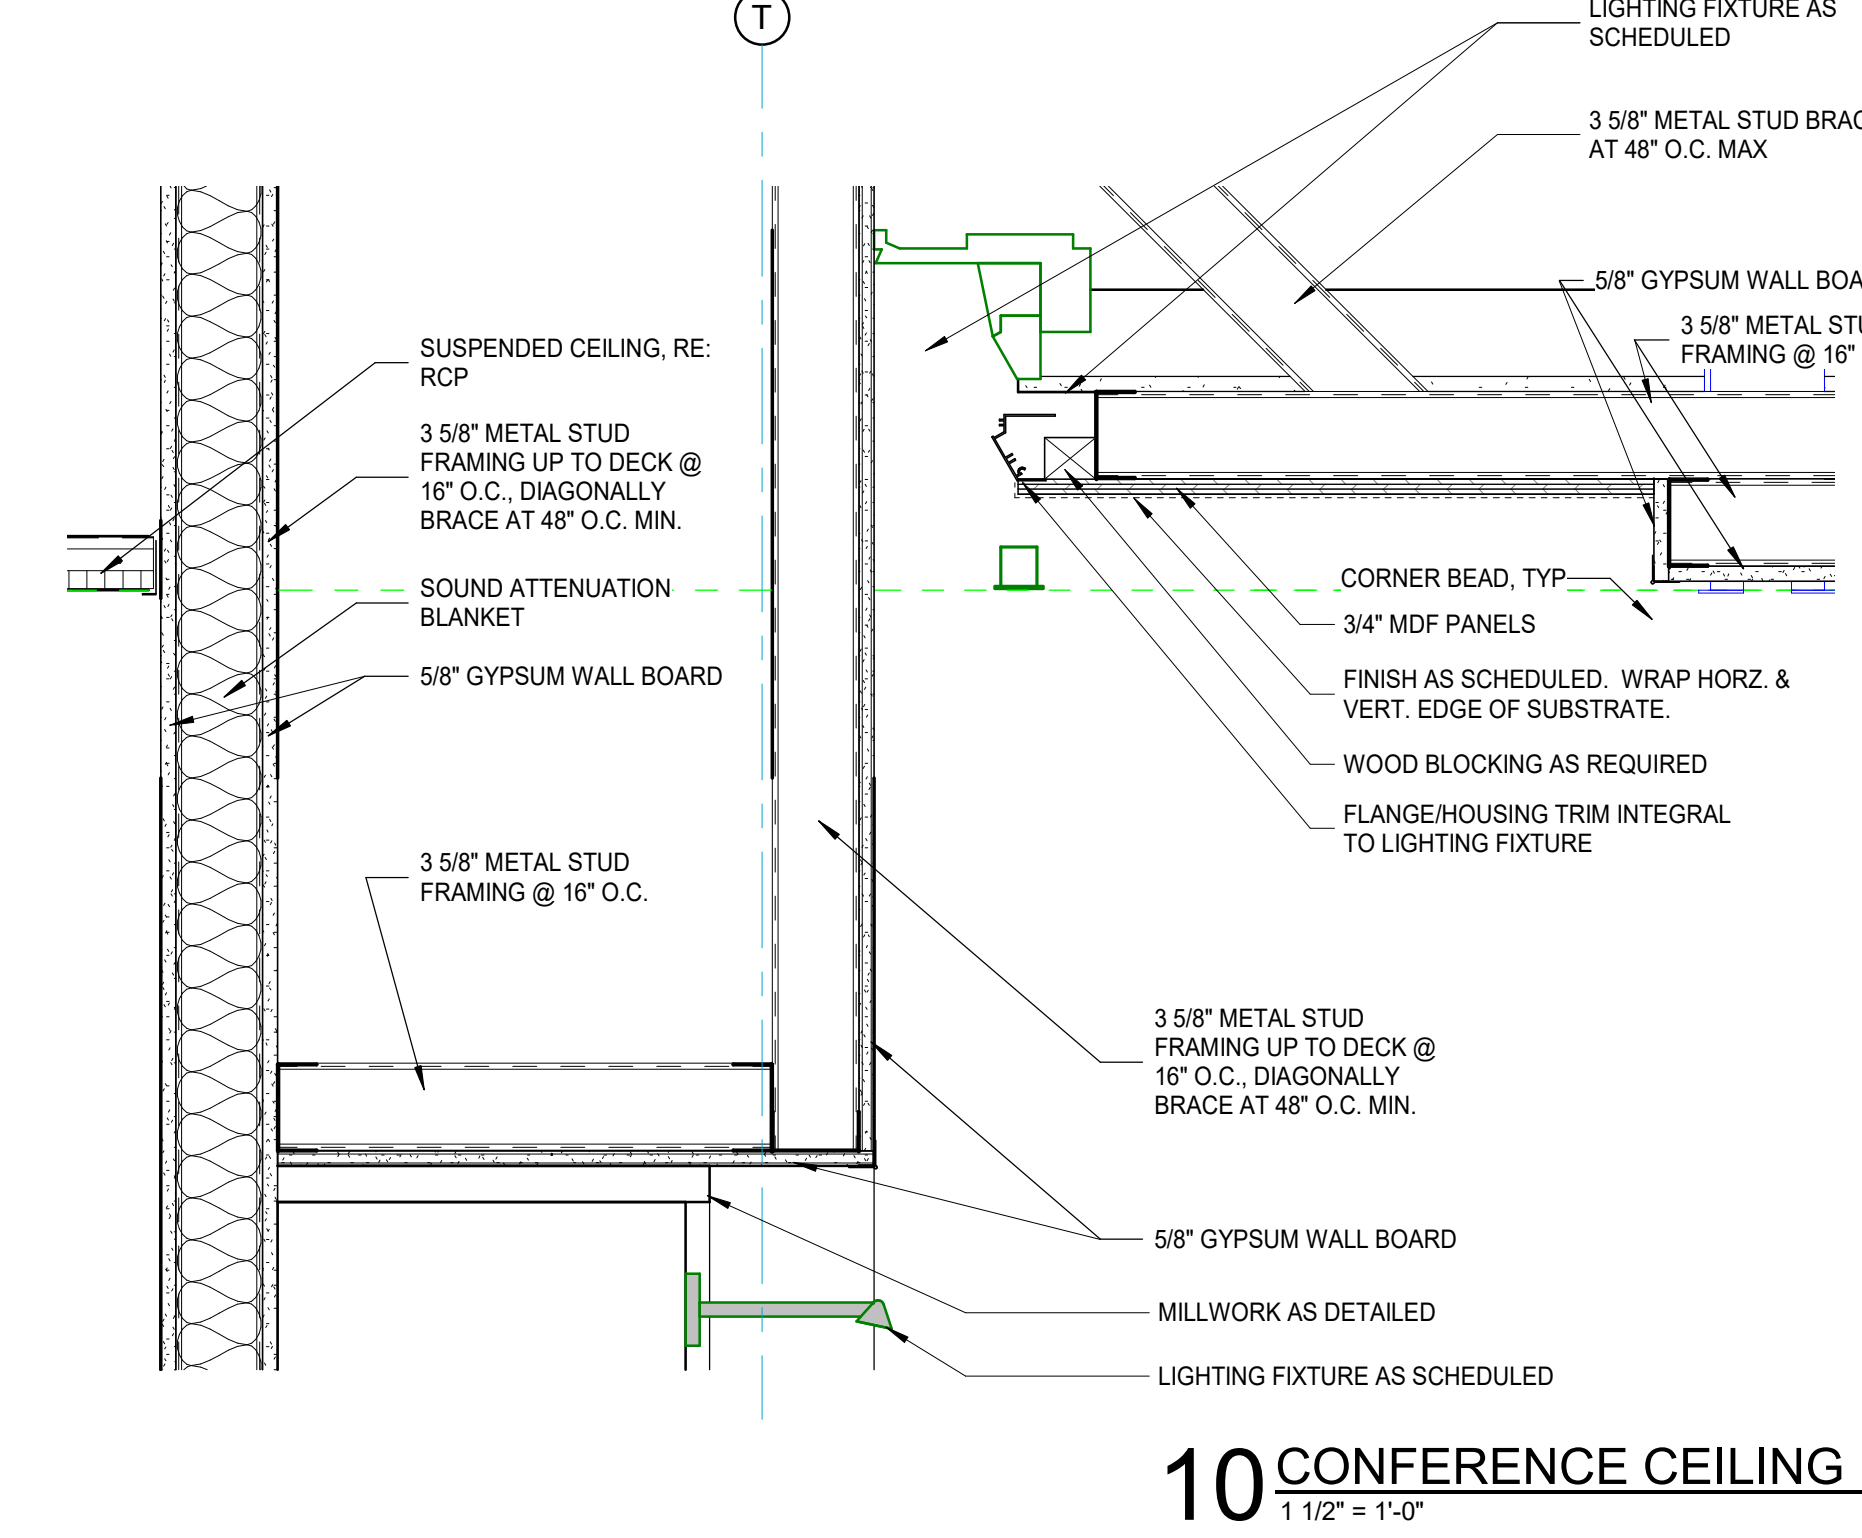 T
LIGHTING FIXTURE AS
SCHEDULED
3 5/8" METAL STUD
AT 48" O.C. MAX
5/8" GYPSUM WALL
3 5/8" METAL
FRAMING @ 16"
SUSPENDED CEILING, RE:
RCP
3 5/8" METAL STUD
FRAMING UP TO DECK @
16" O.C., DIAGONALLY
BRACE AT 48" O.C. MIN.
SOUND ATTENUATION
BLANKET
5/8" GYPSUM WALL BOARD
CORNER BEAD, TYP
3/4" MDF PANELS
FINISH AS SCHEDULED. WRAP HORZ. &
VERT. EDGE OF SUBSTRATE.
WOOD BLOCKING AS REQUIRED
FLANGE/HOUSING TRIM INTEGRAL
TO LIGHTING FIXTURE
3 5/8" METAL STUD
FRAMING @ 16" O.C.
3 5/8" METAL STUD
FRAMING UP TO DECK @
16" O.C., DIAGONALLY
BRACE AT 48" O.C. MIN.
5/8" GYPSUM WALL BOARD
MILLWORK AS DETAILED
LIGHTING FIXTURE AS SCHEDULED
10 CONFERENCE CEILING
1 1/2" = 1'-0"